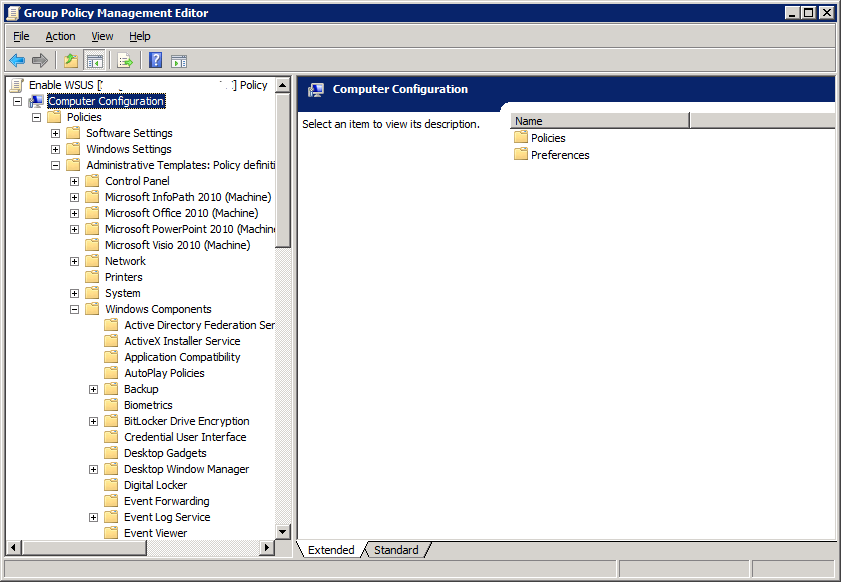 Group Policy Management Editor
File Action View Help
Enable WSUS [ ] Policy
Computer Configuration
Policies
Software Settings
Windows Settings
Administrative Templates: Policy definiti
Control Panel
Microsoft InfoPath 2010 (Machine)
Microsoft Office 2010 (Machine)
Microsoft PowerPoint 2010 (Machine
Microsoft Visio 2010 (Machine)
Network
Printers
System
Windows Components
Active Directory Federation Ser
ActiveX Installer Service
Application Compatibility
AutoPlay Policies
Backup
Biometrics
BitLocker Drive Encryption
Credential User Interface
Desktop Gadgets
Desktop Window Manager
Digital Locker
Event Forwarding
Event Log Service
Event Viewer
Computer Configuration
Select an item to view its description.
Name
Policies
Preferences
Extended Standard